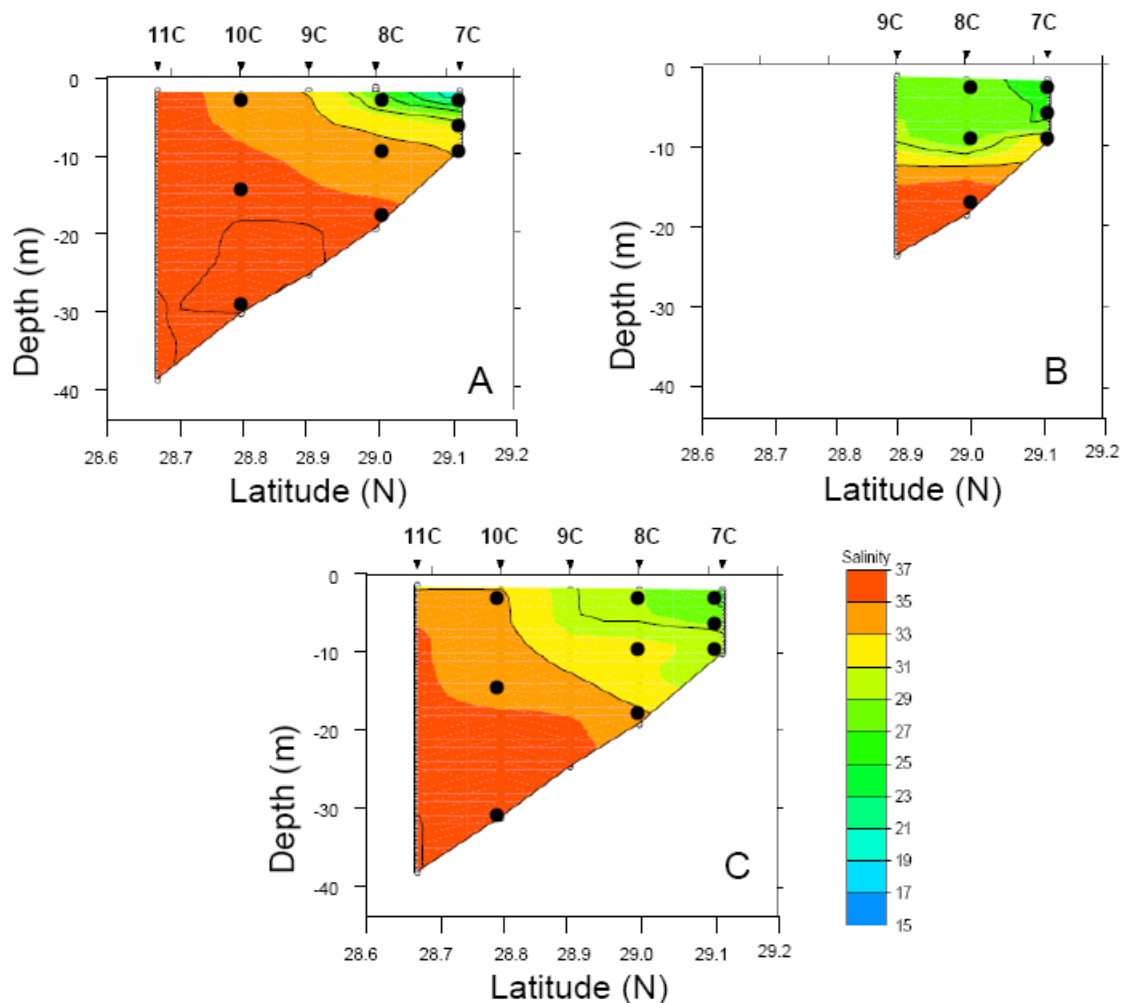 11C 10C 9C 8C 7C
0
-10
-20
-30
-40
Depth (m)
A
28.6 28.7 28.8 28.9 29.0 29.1 29.2
Latitude (N)
9C 8C 7C
0
-10
-20
-30
-40
Depth (m)
B
28.6 28.7 28.8 28.9 29.0 29.1 29.2
Latitude (N)
11C 10C 9C 8C 7C
0
-10
-20
-30
-40
Depth (m)
C
28.6 28.7 28.8 28.9 29.0 29.1 29.2
Latitude (N)
Salinity
37
35
33
31
29
27
25
23
21
19
17
15